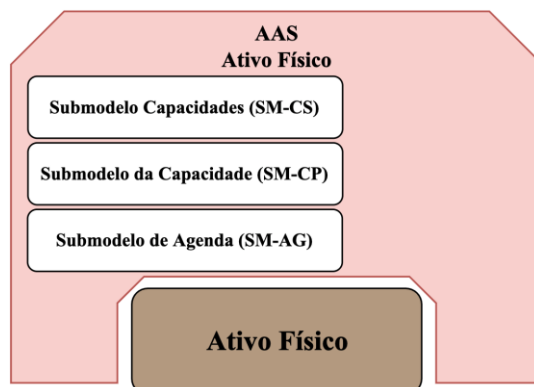 AAS
Ativo Físico
Submodelo Capacidades (SM-CS)
Submodelo da Capacidade (SM-CP)
Submodelo de Agenda (SM-AG)
Ativo Físico